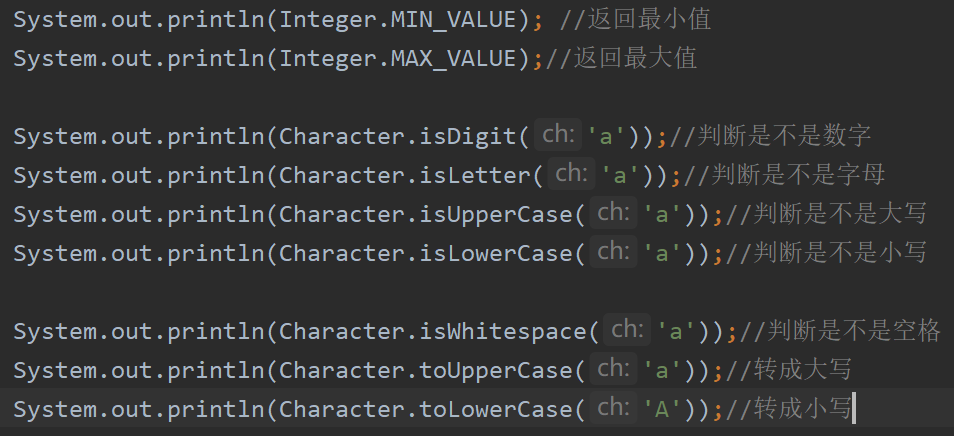 System.out.println(Integer.MIN_VALUE); //返回最小值
System.out.println(Integer.MAX_VALUE);//返回最大值
System.out.println(Character.isDigit( ch: 'a'));//判断是不是数字
System.out.println(Character.isLetter( ch: 'a'));//判断是不是字母
System.out.println(Character.isUpperCase( ch: 'a'));//判断是不是大写
System.out.println(Character.isLowerCase( ch: 'a'));//判断是不是小写
System.out.println(Character.isWhitespace( ch: 'a'));//判断是不是空格
System.out.println(Character.toUpperCase( ch: 'a'));//转成大写
System.out.println(Character.toLowerCase( ch: 'A'));//转成小写